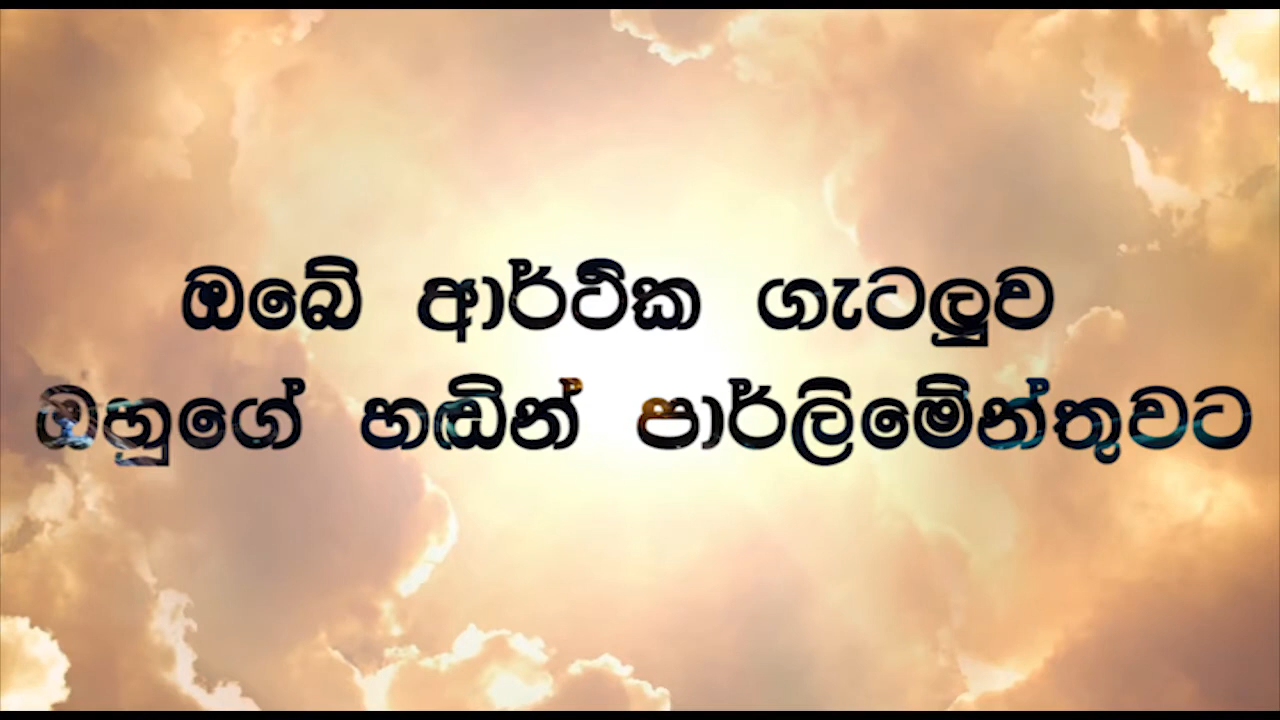 ඔබේ ආර්ථික ගැටලුව
ඔහුගේ හඬින් පාර්ලිමේන්තුවට